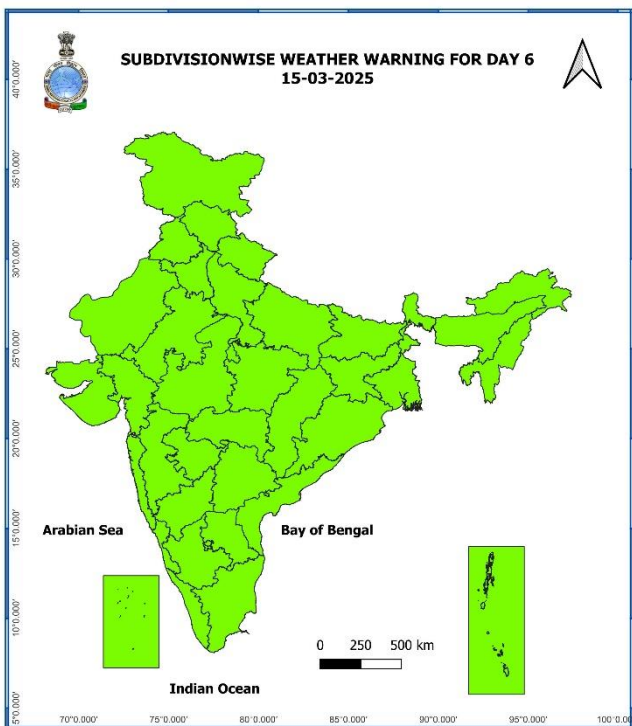 SUBDIVISIONWISE WEATHER WARNING FOR DAY 6
15-03-2025
40°0.000'
35°0.000'
30°0.000'
25°0.000'
20°0.000'
15°0.000'
10°0.000'
5°0.000'
Arabian Sea
Bay of Bengal
0 250 500 km
Indian Ocean
70°0.000' 75°0.000' 80°0.000' 85°0.000' 90°0.000' 95°0.000' 100°0.0